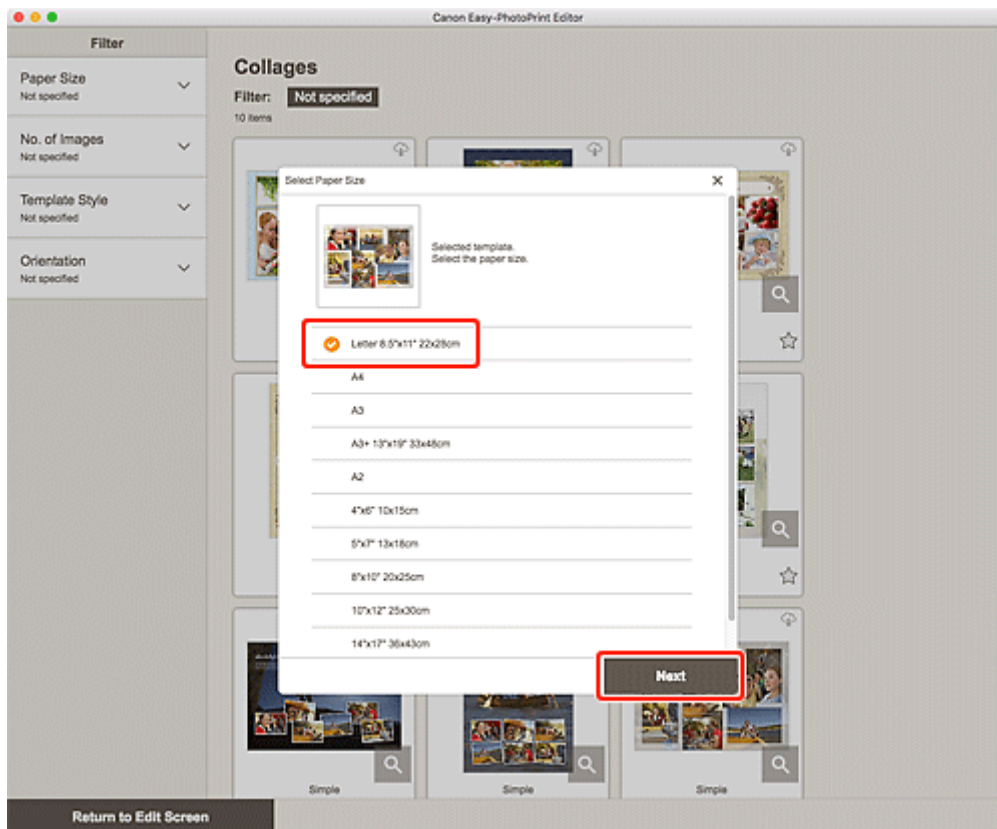 Canon Easy-PhotoPrint Editor
Filter
Paper Size
Not specified
No. of Images
Not specified
Template Style
Not specified
Orientation
Not specified
Collages
Filter: Not specified
10 items
Select Paper Size
Selected template.
Select the paper size.
Letter 8.5"x11" 22x28cm
A4
A3
A3+ 13"x19" 33x48cm
A2
4"x6" 10x15cm
5"x7" 13x18cm
8"x10" 20x25cm
10"x12" 25x30cm
14"x17" 36x43cm
Next
Simple
Simple
Simple
Return to Edit Screen